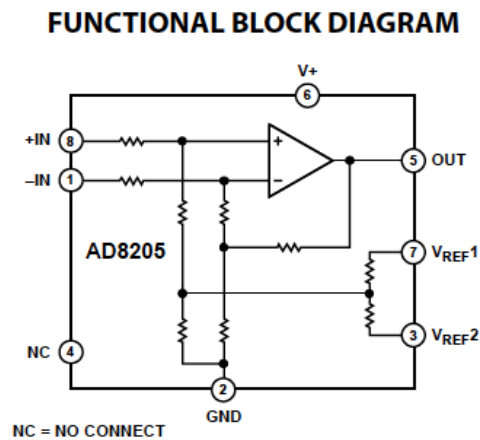 FUNCTIONAL BLOCK DIAGRAM
V+
6
+IN 8
–IN 1
+
–
5 OUT
AD8205
7 VREF1
3 VREF2
NC 4
2
GND
NC = NO CONNECT